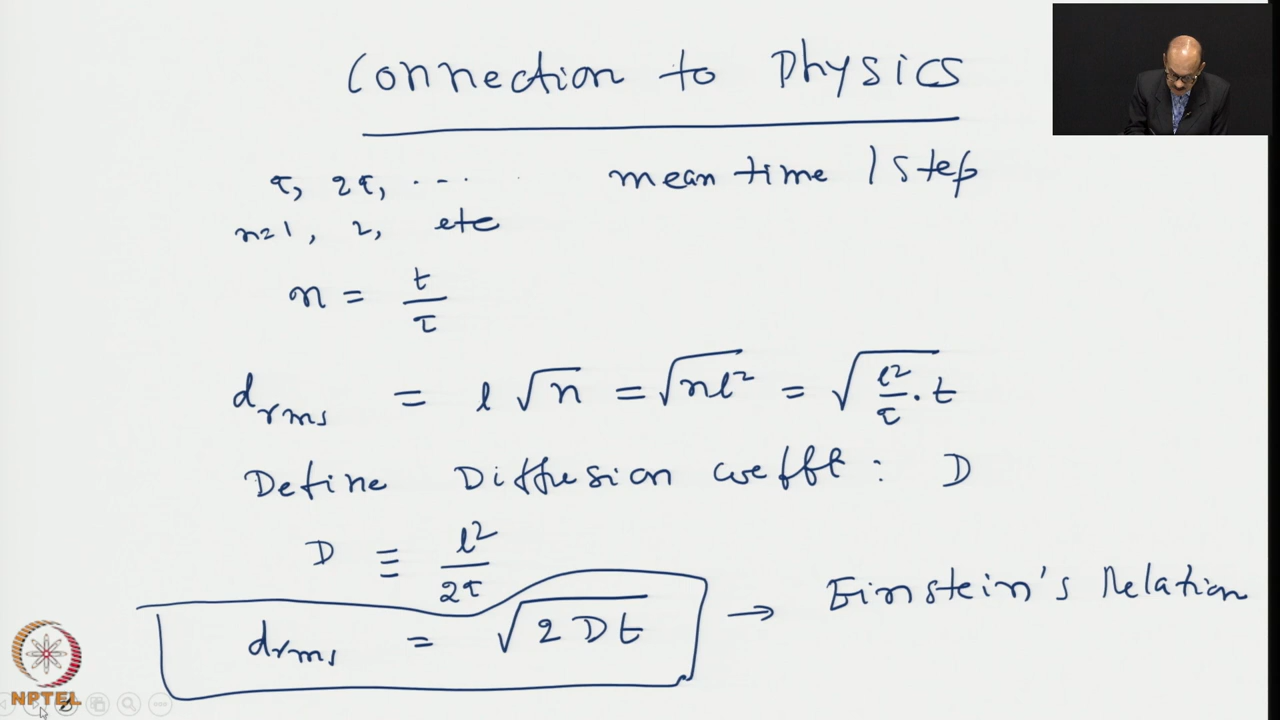 Connection to Physics
τ, 2τ, ... mean time / step
n=1, 2, etc
n = t/τ
d_rms = l √n = √nl² = √(l²/τ . t)
Define Diffusion coefft : D
D ≡ l²/2τ
d_rms = √2Dt → Einstein's Relation
NPTEL